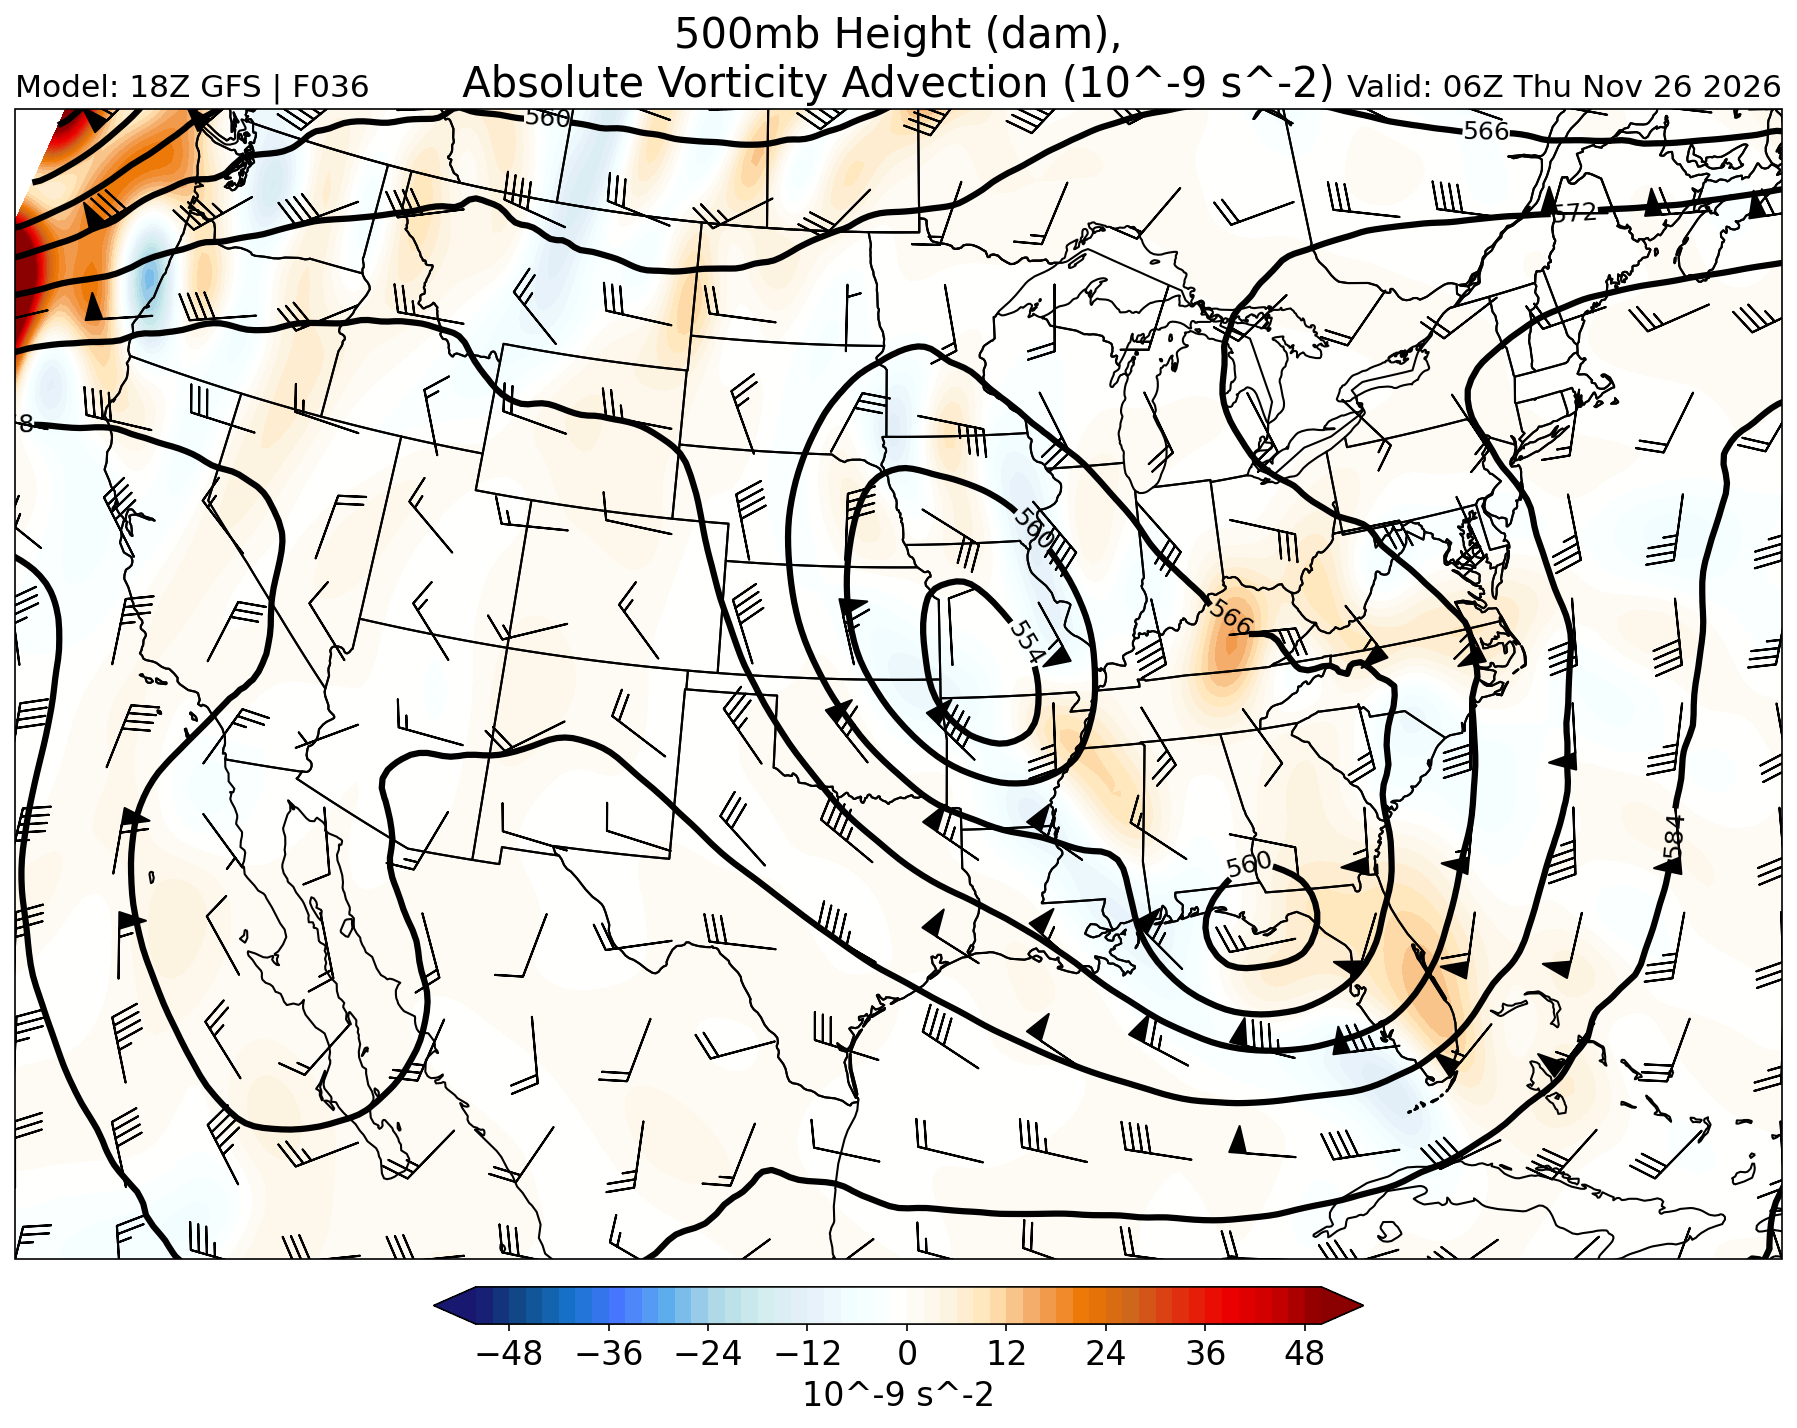 500mb Height (dam),
Model: 18Z GFS | F036
Absolute Vorticity Advection (10^-9 s^-2)
Valid: 06Z Thu Nov 26 2026
560
566
572
8
560
554
566
560
584
−48 −36 −24 −12 0 12 24 36 48
10^-9 s^-2